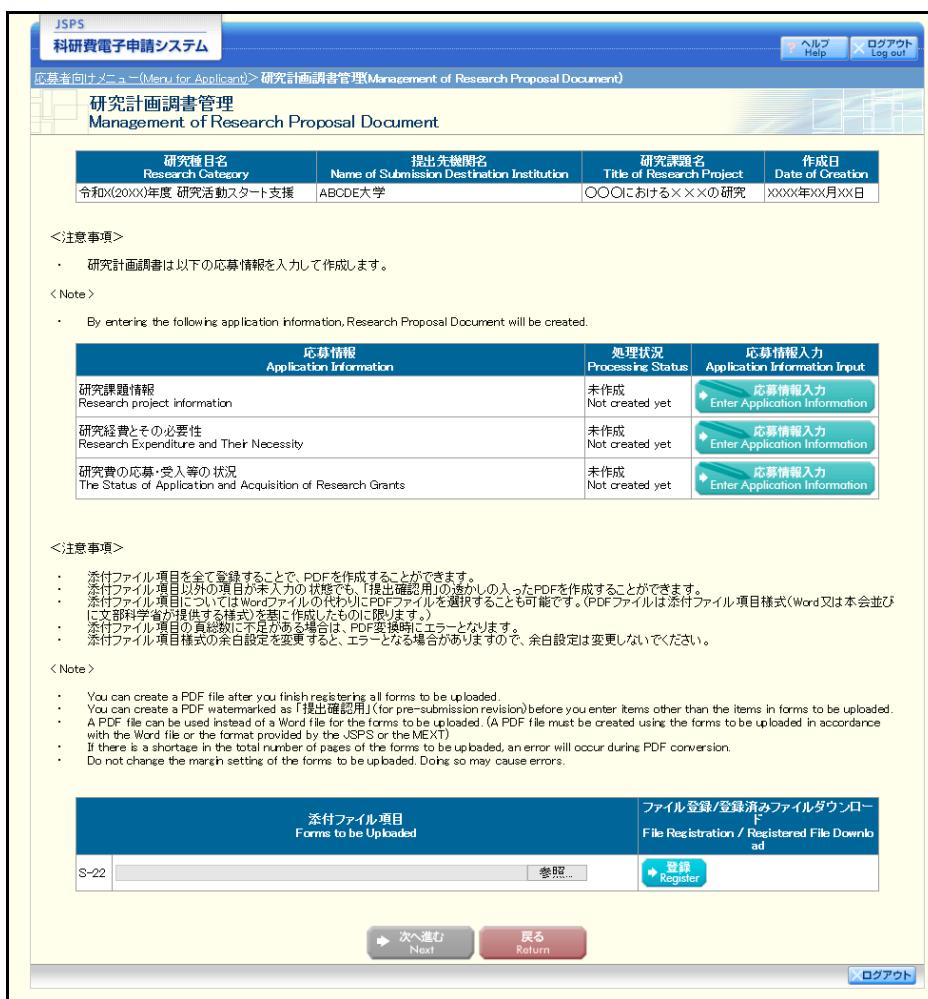 JSPS
科研費電子申請システム
ヘルプ
Help
ログアウト
Log out
応募者向けメニュー(Menu for Applicant)> 研究計画調書管理(Management of Research Proposal Document)
研究計画調書管理
Management of Research Proposal Document
研究種目名
Research Category
提出先機関名
Name of Submission Destination Institution
研究課題名
Title of Research Project
作成日
Date of Creation
令和X(20XX)年度 研究活動スタート支援
ABCDE大学
〇〇〇における×××の研究
XXXX年XX月XX日
＜注意事項＞
・ 研究計画調書は以下の応募情報を入力して作成します。
< Note >
・ By entering the following application information, Research Proposal Document will be created.
応募情報
Application Information
処理状況
Processing Status
応募情報入力
Application Information Input
研究課題情報
Research project information
未作成
Not created yet
応募情報入力
Enter Application Information
研究経費とその必要性
Research Expenditure and Their Necessity
未作成
Not created yet
応募情報入力
Enter Application Information
研究費の応募・受入等の状況
The Status of Application and Acquisition of Research Grants
未作成
Not created yet
応募情報入力
Enter Application Information
＜注意事項＞
・ 添付ファイル項目を全て登録することで、PDFを作成することができます。
・ 添付ファイル項目以外の項目が未入力の状態でも、「提出確認用」の透かしの入ったPDFを作成することができます。
・ 添付ファイル項目についてはWordファイルの代わりにPDFファイルを選択することも可能です。(PDFファイルは添付ファイル項目様式(Word又は本会並び
に文部科学省が提供する様式)を基に作成したものに限ります。)
・ 添付ファイル項目の頁総数に不足がある場合は、PDF変換時にエラーとなります。
・ 添付ファイル項目様式の余白設定を変更すると、エラーとなる場合がありますので、余白設定は変更しないでください。
< Note >
・ You can create a PDF file after you finish registering all forms to be uploaded.
・ You can create a PDF watermarked as「提出確認用」(for pre-submission revision) before you enter items other than the items in forms to be uploaded.
・ A PDF file can be used instead of a Word file for the forms to be uploaded. (A PDF file must be created using the forms to be uploaded in accordance
with the Word file or the format provided by the JSPS or the MEXT)
・ If there is a shortage in the total number of pages of the forms to be uploaded, an error will occur during PDF conversion.
・ Do not change the margin setting of the forms to be uploaded. Doing so may cause errors.
添付ファイル項目
Forms to be Uploaded
ファイル登録/登録済みファイルダウンロー
ド
File Registration / Registered File Downlo
ad
S-22
参照...
登録
Register
次へ進む
Next
戻る
Return
ログアウト